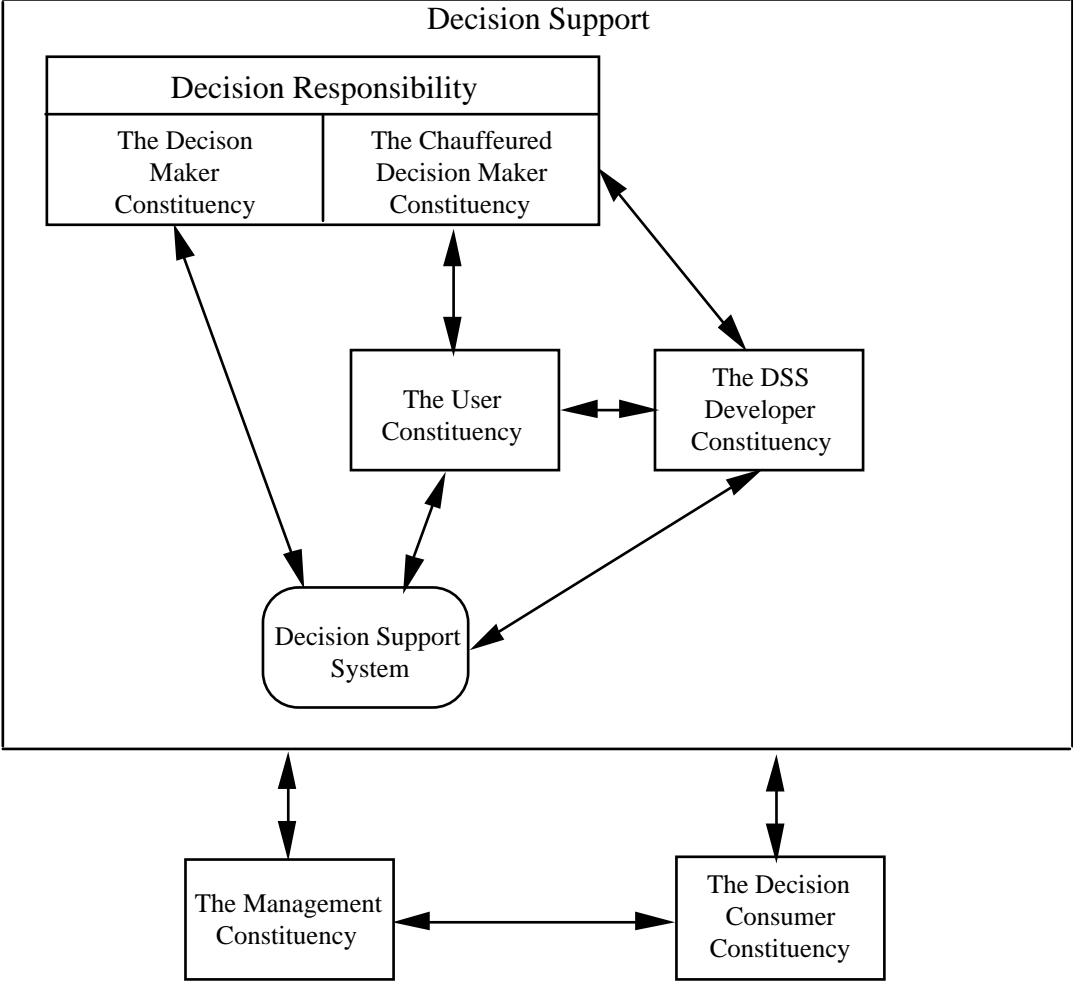 Decision Support
Decision Responsibility
The Decison
Maker
Constituency
The Chauffeured
Decision Maker
Constituency
The User
Constituency
The DSS
Developer
Constituency
Decision Support
System
The Management
Constituency
The Decision
Consumer
Constituency